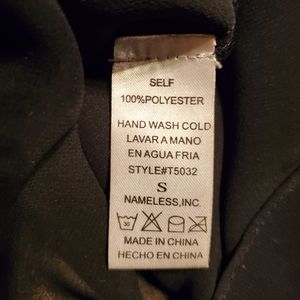 SELF
100%POLYESTER
HAND WASH COLD
LAVAR A MANO
EN AGUA FRIA
STYLE#T5032
S
NAMELESS,INC.
30
MADE IN CHINA
HECHO EN CHINA